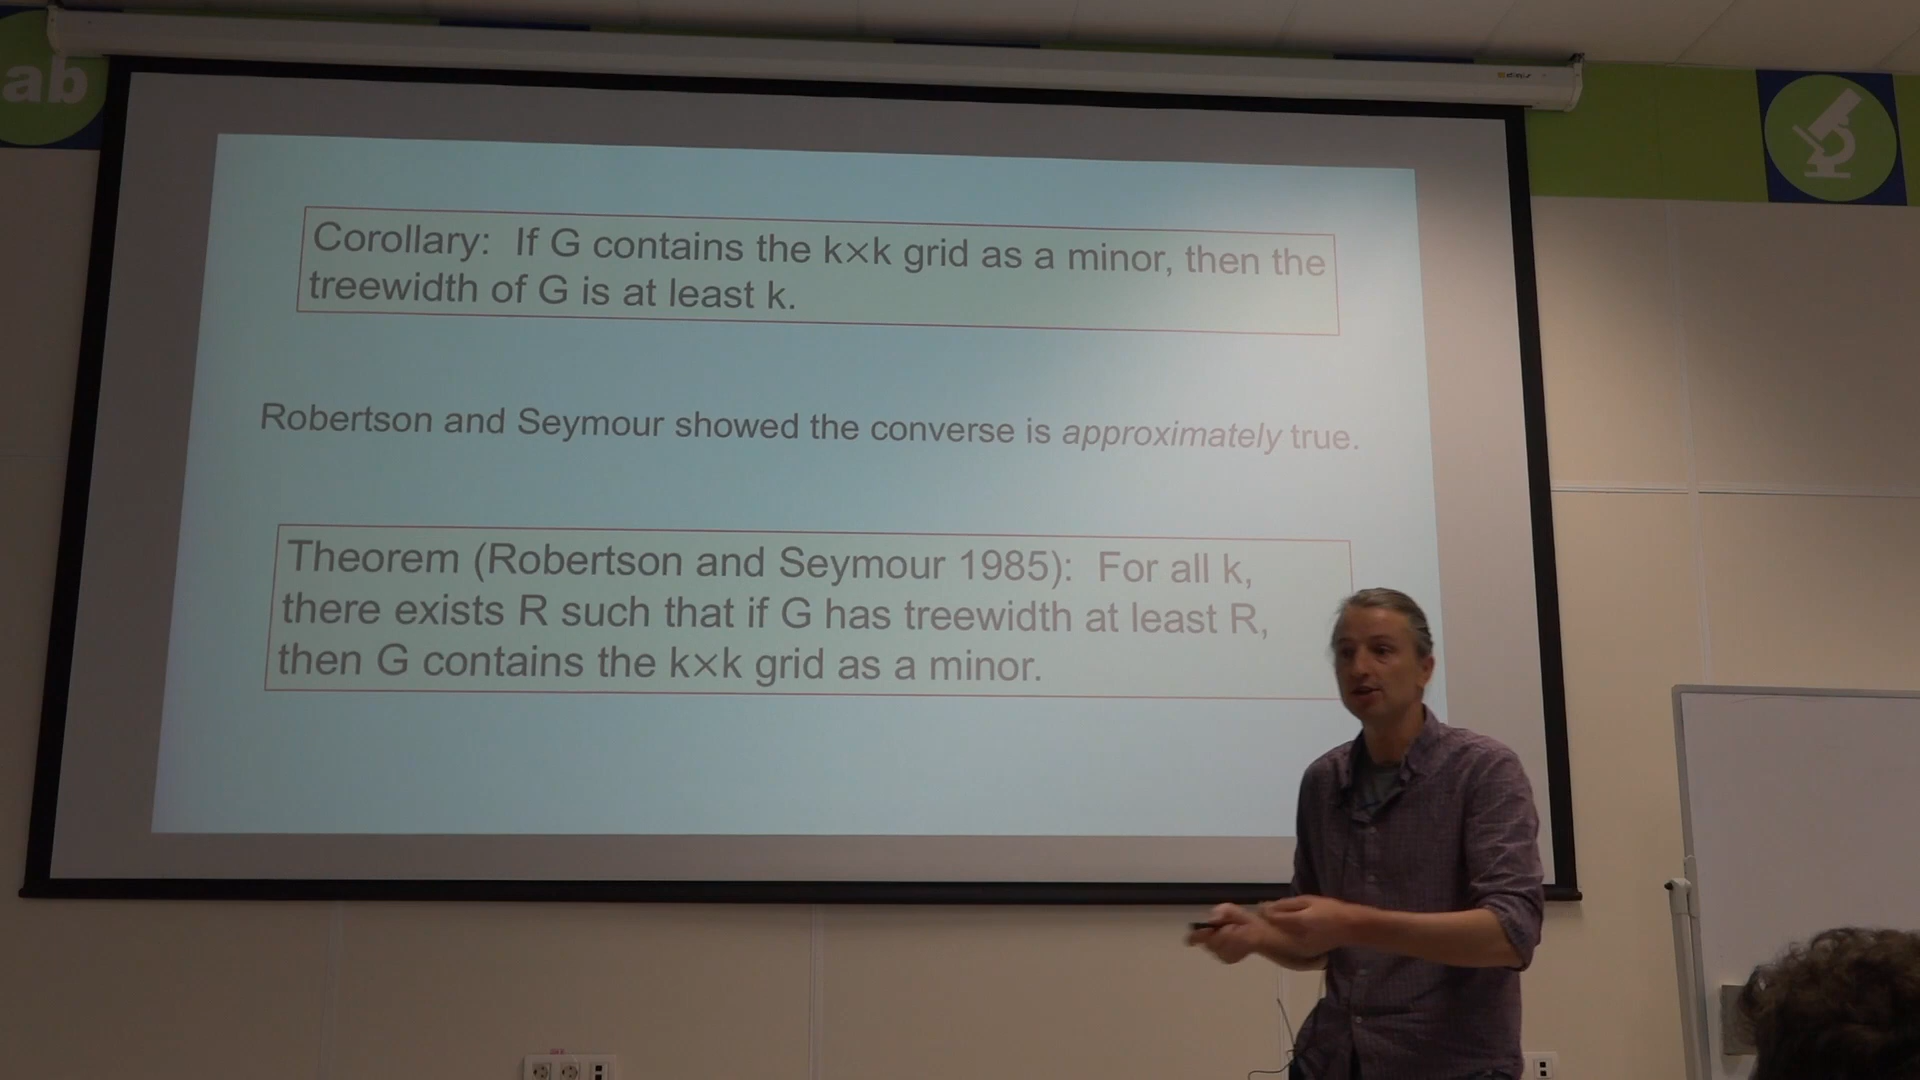 ab
Corollary: If G contains the k×k grid as a minor, then the
treewidth of G is at least k.
Robertson and Seymour showed the converse is approximately true.
Theorem (Robertson and Seymour 1985): For all k,
there exists R such that if G has treewidth at least R,
then G contains the k×k grid as a minor.